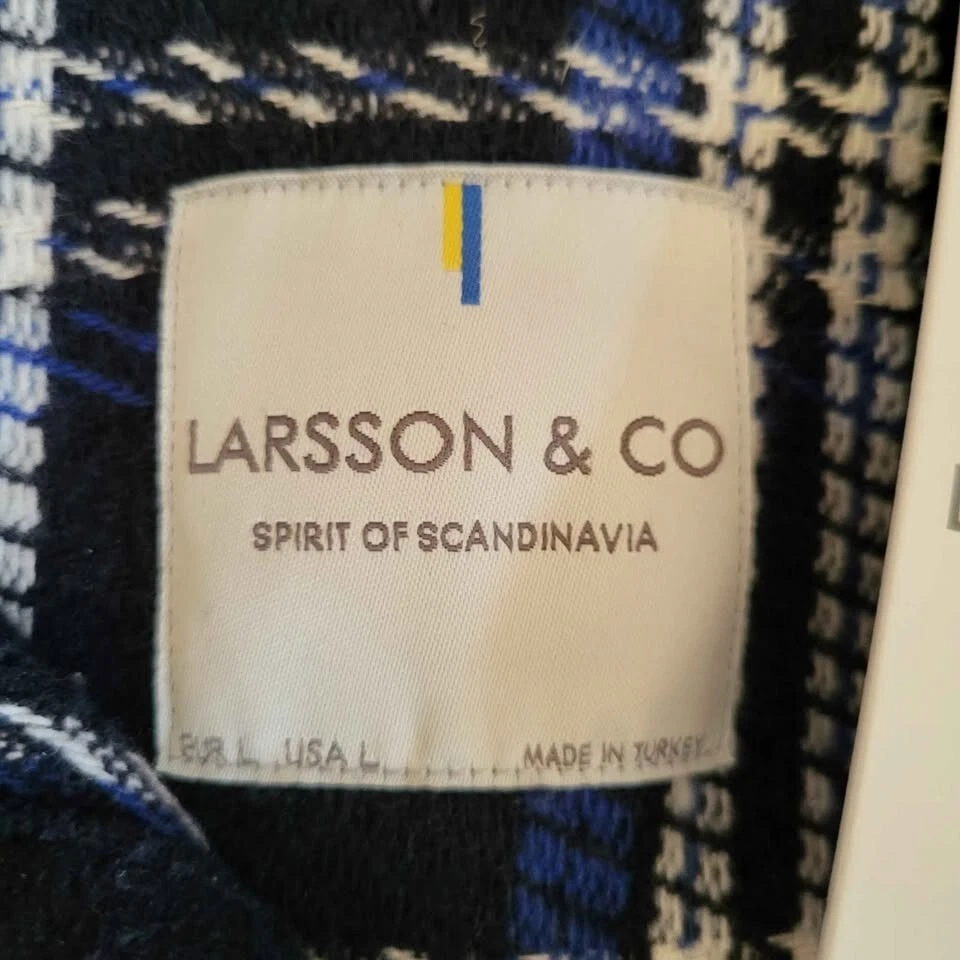 LARSSON & CO
SPIRIT OF SCANDINAVIA
EUR L USA L MADE IN TURKEY